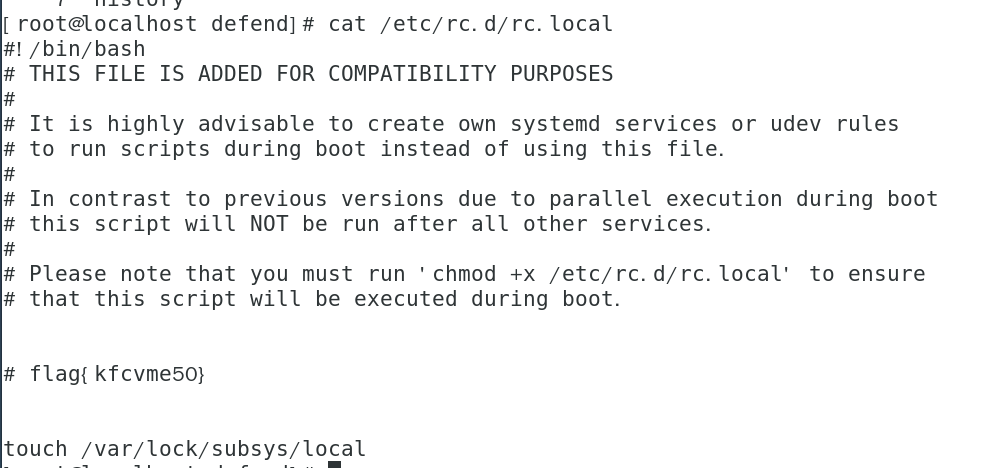 history
[root@localhost defend]# cat /etc/rc.d/rc.local
#!/bin/bash
# THIS FILE IS ADDED FOR COMPATIBILITY PURPOSES
#
# It is highly advisable to create own systemd services or udev rules
# to run scripts during boot instead of using this file.
#
# In contrast to previous versions due to parallel execution during boot
# this script will NOT be run after all other services.
#
# Please note that you must run 'chmod +x /etc/rc.d/rc.local' to ensure
# that this script will be executed during boot.
# flag{kfcvme50}
touch /var/lock/subsys/local